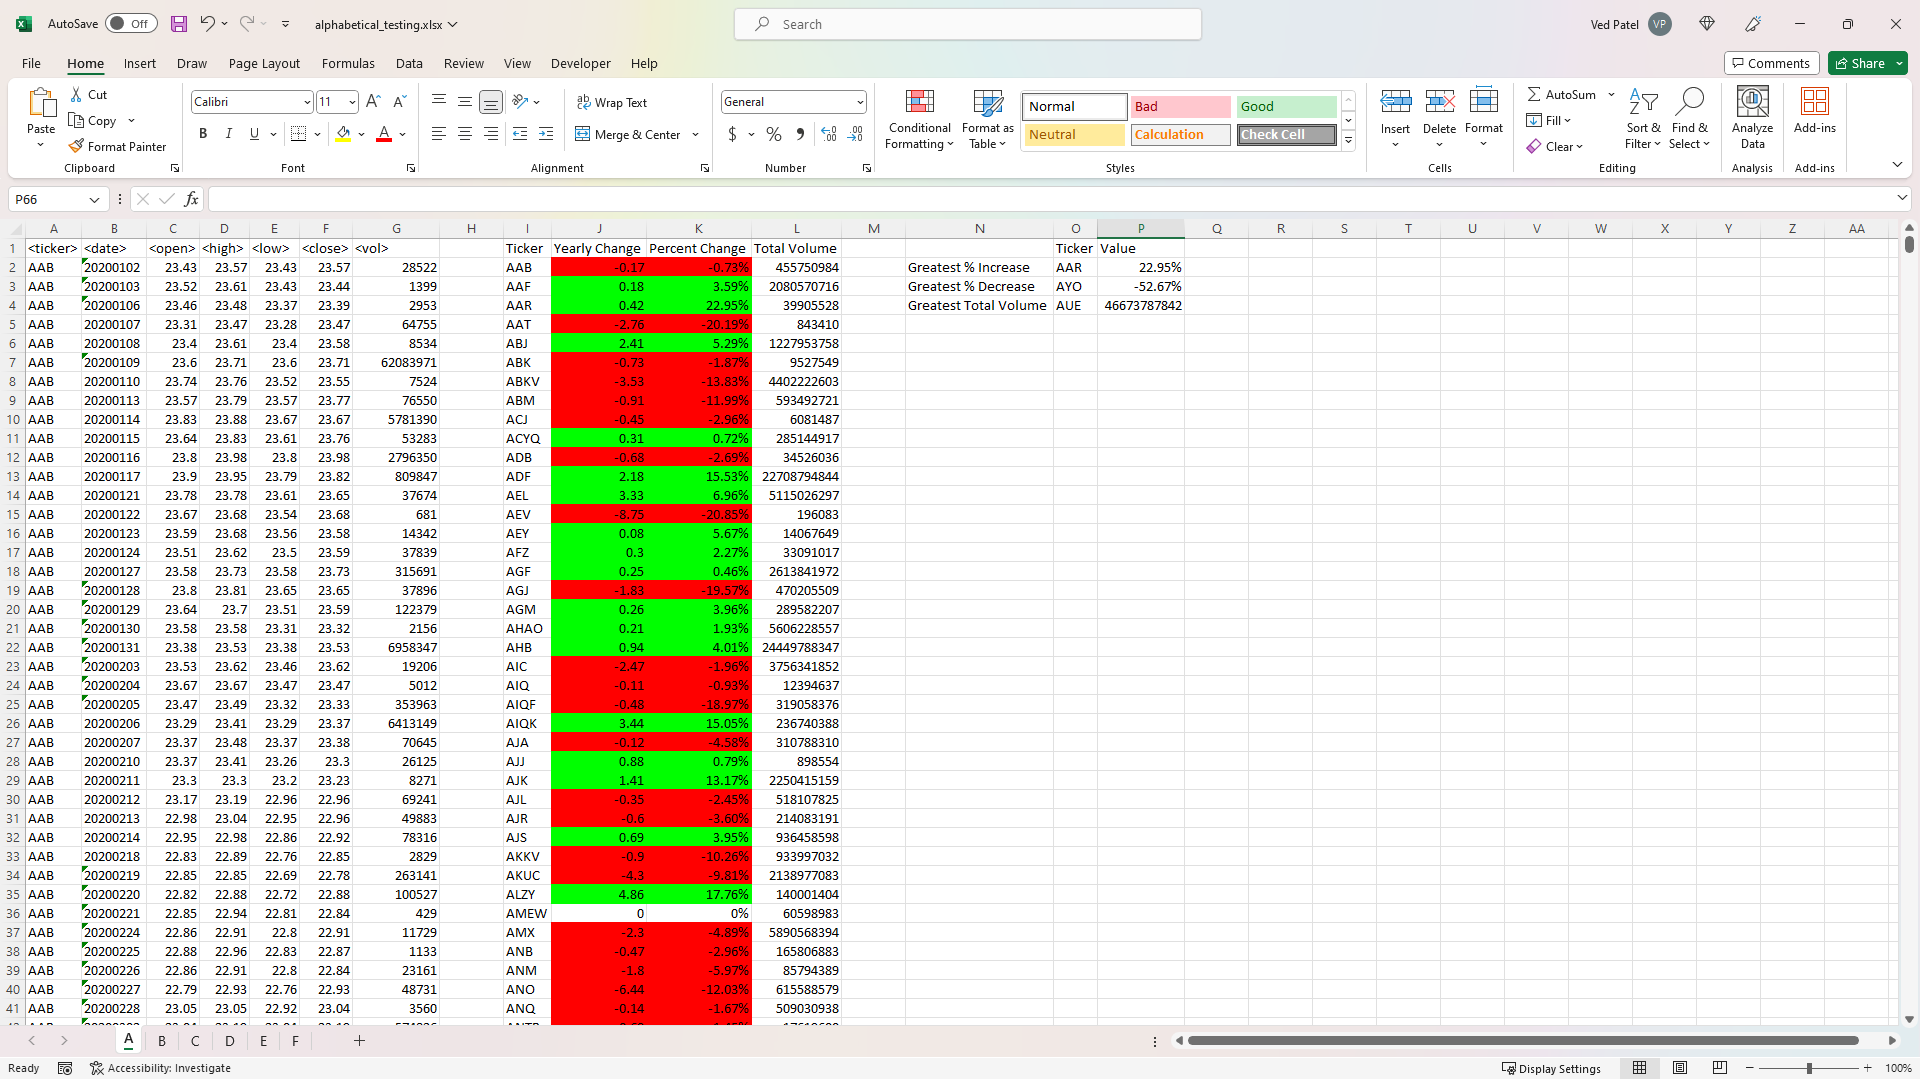 AutoSave Off alphabetical_testing.xlsx Search Ved Patel VP
File Home Insert Draw Page Layout Formulas Data Review View Developer Help Comments Share
Paste Cut Copy Format Painter Clipboard
Calibri 11 B I U A Font
Wrap Text Merge & Center Alignment
General $ % Number
Conditional Formatting Format as Table Normal Bad Good Neutral Calculation Check Cell Styles
Insert Delete Format Cells
AutoSum Fill Clear Sort & Filter Find & Select Editing
Analyze Data Analysis
Add-ins Add-ins
P66 fx
A B C D E F G H I J K L M N O P Q R S T U V W X Y Z AA
1 <ticker> <date> <open> <high> <low> <close> <vol> Ticker Yearly Change Percent Change Total Volume Ticker Value
2 AAB 20200102 23.43 23.57 23.43 23.57 28522 AAB -0.17 -0.73% 455750984 Greatest % Increase AAR 22.95%
3 AAB 20200103 23.52 23.61 23.43 23.44 1399 AAF 0.18 3.59% 2080570716 Greatest % Decrease AYO -52.67%
4 AAB 20200106 23.46 23.48 23.37 23.39 2953 AAR 0.42 22.95% 39905528 Greatest Total Volume AUE 46673787842
5 AAB 20200107 23.31 23.47 23.28 23.47 64755 AAT -2.76 -20.19% 843410
6 AAB 20200108 23.4 23.61 23.4 23.58 8534 ABJ 2.41 5.29% 1227953758
7 AAB 20200109 23.6 23.71 23.6 23.71 62083971 ABK -0.73 -1.87% 9527549
8 AAB 20200110 23.74 23.76 23.52 23.55 7524 ABKV -3.53 -13.83% 4402222603
9 AAB 20200113 23.57 23.79 23.57 23.77 76550 ABM -0.91 -11.99% 593492721
10 AAB 20200114 23.83 23.88 23.67 23.67 5781390 ACJ -0.45 -2.96% 6081487
11 AAB 20200115 23.64 23.83 23.61 23.76 53283 ACYQ 0.31 0.72% 285144917
12 AAB 20200116 23.8 23.98 23.8 23.98 2796350 ADB -0.68 -2.69% 34526036
13 AAB 20200117 23.9 23.95 23.79 23.82 809847 ADF 2.18 15.53% 22708794844
14 AAB 20200121 23.78 23.78 23.61 23.65 37674 AEL 3.33 6.96% 5115026297
15 AAB 20200122 23.67 23.68 23.54 23.68 681 AEV -8.75 -20.85% 196083
16 AAB 20200123 23.59 23.68 23.56 23.58 14342 AEY 0.08 5.67% 14067649
17 AAB 20200124 23.51 23.62 23.5 23.59 37839 AFZ 0.3 2.27% 33091017
18 AAB 20200127 23.58 23.73 23.58 23.73 315691 AGF 0.25 0.46% 2613841972
19 AAB 20200128 23.8 23.81 23.65 23.65 37896 AGJ -1.83 -19.57% 470205509
20 AAB 20200129 23.64 23.7 23.51 23.59 122379 AGM 0.26 3.96% 289582207
21 AAB 20200130 23.58 23.58 23.31 23.32 2156 AHAO 0.21 1.93% 5606228557
22 AAB 20200131 23.38 23.53 23.38 23.53 6958347 AHB 0.94 4.01% 24449788347
23 AAB 20200203 23.53 23.62 23.46 23.62 19206 AIC -2.47 -1.96% 3756341852
24 AAB 20200204 23.67 23.67 23.47 23.47 5012 AIQ -0.11 -0.93% 12394637
25 AAB 20200205 23.47 23.49 23.32 23.33 353963 AIQF -0.48 -18.97% 319058376
26 AAB 20200206 23.29 23.41 23.29 23.37 6413149 AIQK 3.44 15.05% 236740388
27 AAB 20200207 23.37 23.48 23.37 23.38 70645 AJA -0.12 -4.58% 310788310
28 AAB 20200210 23.37 23.41 23.26 23.3 26125 AJJ 0.88 0.79% 898554
29 AAB 20200211 23.3 23.3 23.2 23.23 8271 AJK 1.41 13.17% 2250415159
30 AAB 20200212 23.17 23.19 22.96 22.96 69241 AJL -0.35 -2.45% 518107825
31 AAB 20200213 22.98 23.04 22.95 22.96 49883 AJR -0.6 -3.60% 214083191
32 AAB 20200214 22.95 22.98 22.86 22.92 78316 AJS 0.69 3.95% 936458598
33 AAB 20200218 22.83 22.89 22.76 22.85 2829 AKKV -0.9 -10.26% 933997032
34 AAB 20200219 22.85 22.85 22.69 22.78 263141 AKUC -4.3 -9.81% 2138977083
35 AAB 20200220 22.82 22.88 22.72 22.88 100527 ALZY 4.86 17.76% 140001404
36 AAB 20200221 22.85 22.94 22.81 22.84 429 AMEW 0 0% 60598983
37 AAB 20200224 22.86 22.91 22.8 22.91 11729 AMX -2.3 -4.89% 5890568394
38 AAB 20200225 22.88 22.96 22.83 22.87 1133 ANB -0.47 -2.96% 165806883
39 AAB 20200226 22.86 22.91 22.8 22.84 23161 ANM -1.8 -5.97% 85794389
40 AAB 20200227 22.79 22.93 22.76 22.93 48731 ANO -6.44 -12.03% 615588579
41 AAB 20200228 23.05 23.05 22.92 23.04 3560 ANQ -0.14 -1.67% 509030938
A B C D E F
Ready Accessibility: Investigate Display Settings 100%